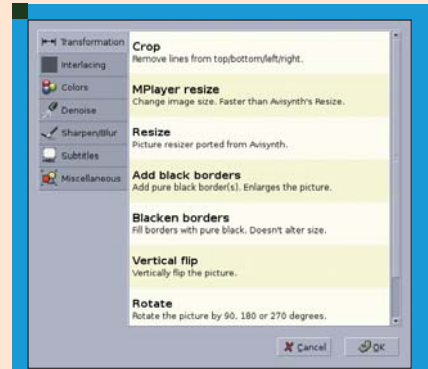 Transformation
Interlacing
Colors
Denoise
Sharpen/Blur
Subtitles
Miscellaneous
Crop
Remove lines from top/bottom/left/right.
MPlayer resize
Change image size. Faster than Avisynth's Resize.
Resize
Picture resizer ported from Avisynth.
Add black borders
Add pure black border(s). Enlarges the picture.
Blacken borders
Fill borders with pure black. Doesn't alter size.
Vertical flip
Vertically flip the picture.
Rotate
Rotate the picture by 90, 180 or 270 degrees.
Cancel
OK